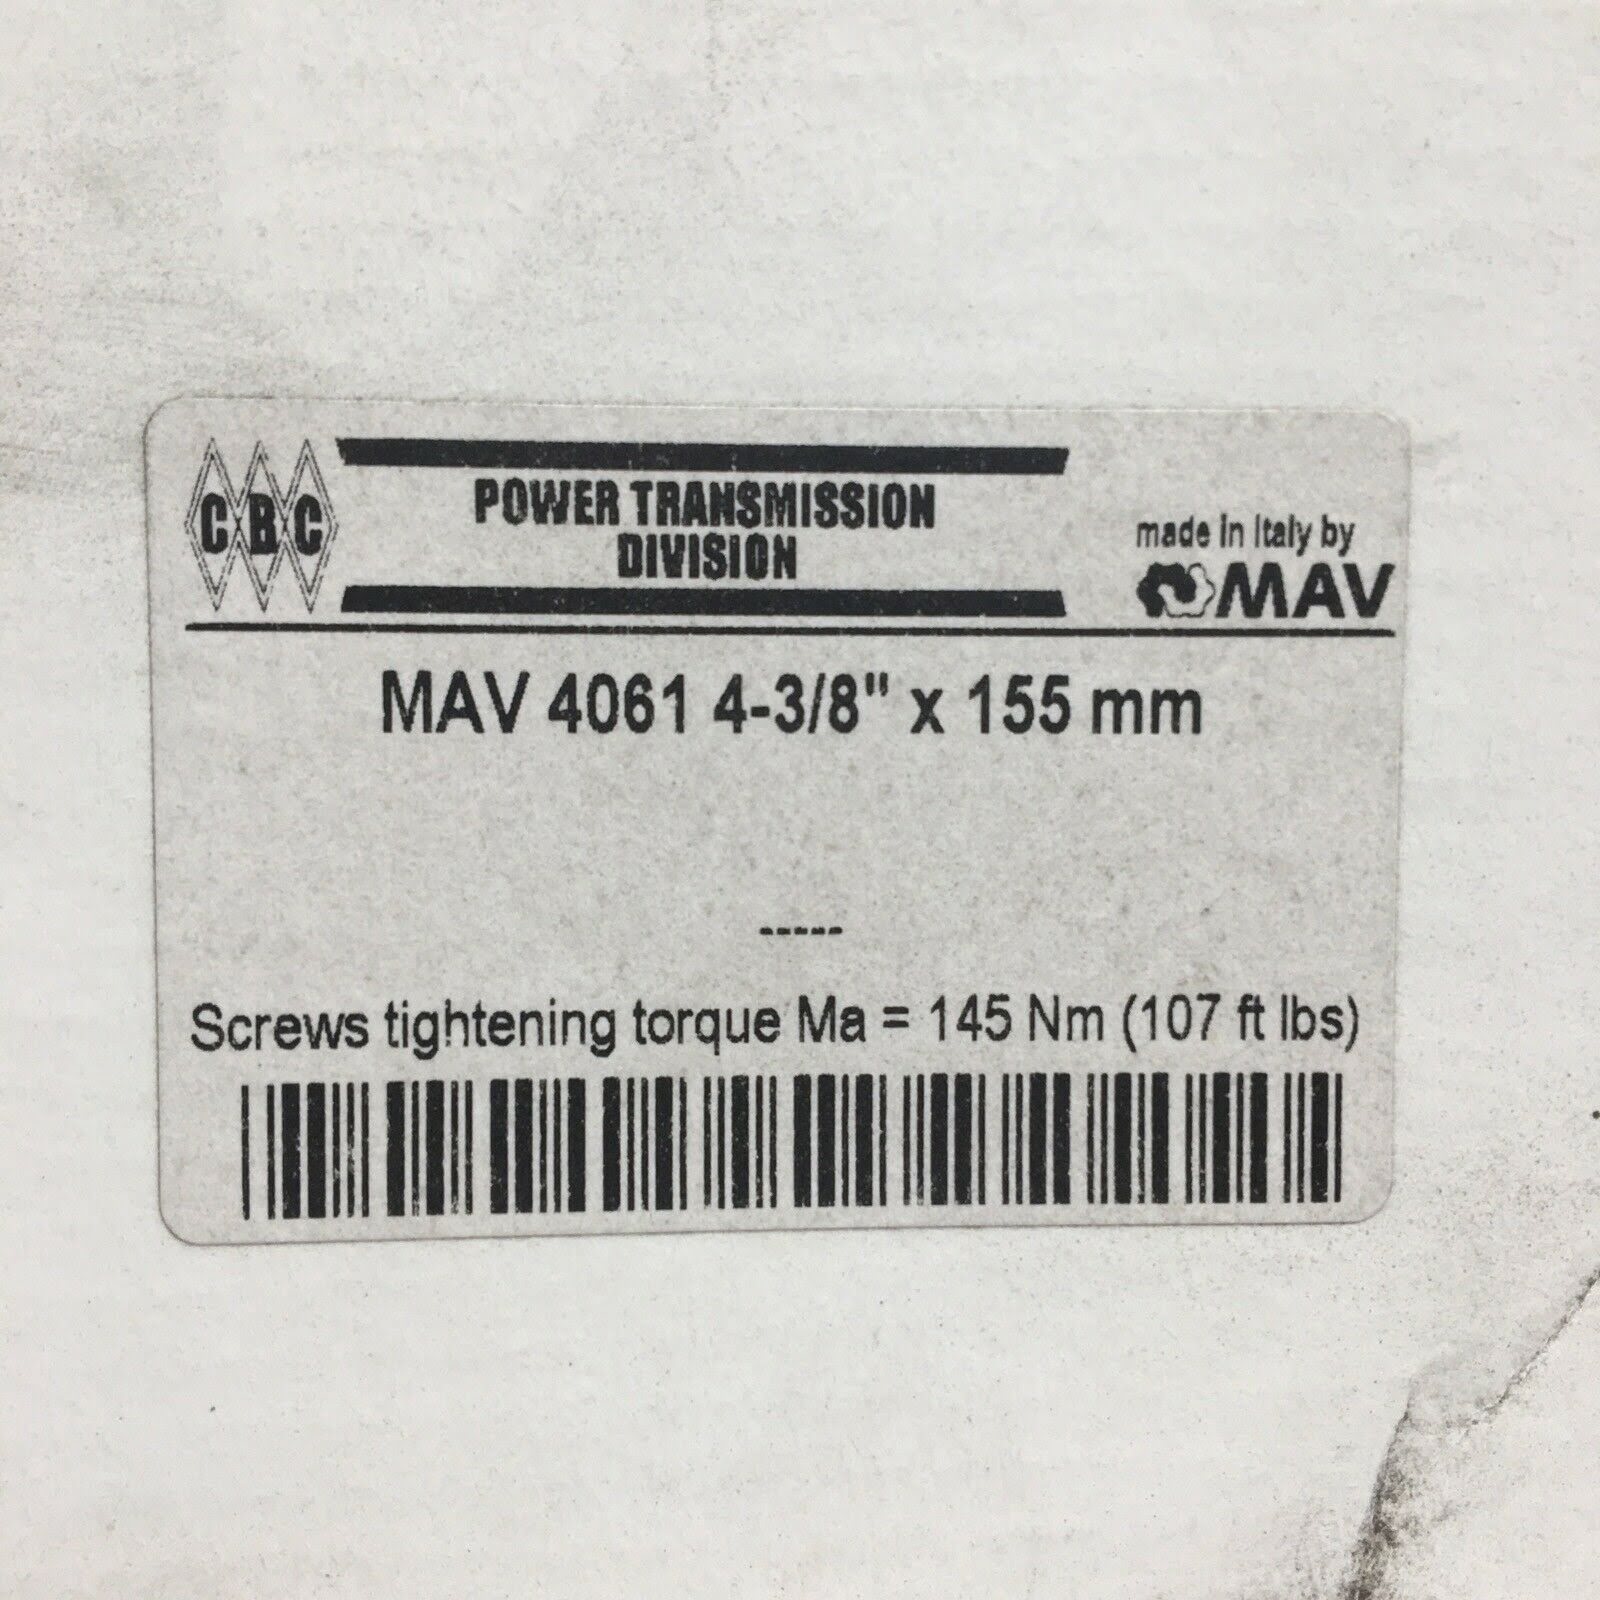 CBC
POWER TRANSMISSION
DIVISION
made in Italy by
MAV
MAV 4061 4-3/8" x 155 mm
-----
Screws tightening torque Ma = 145 Nm (107 ft lbs)